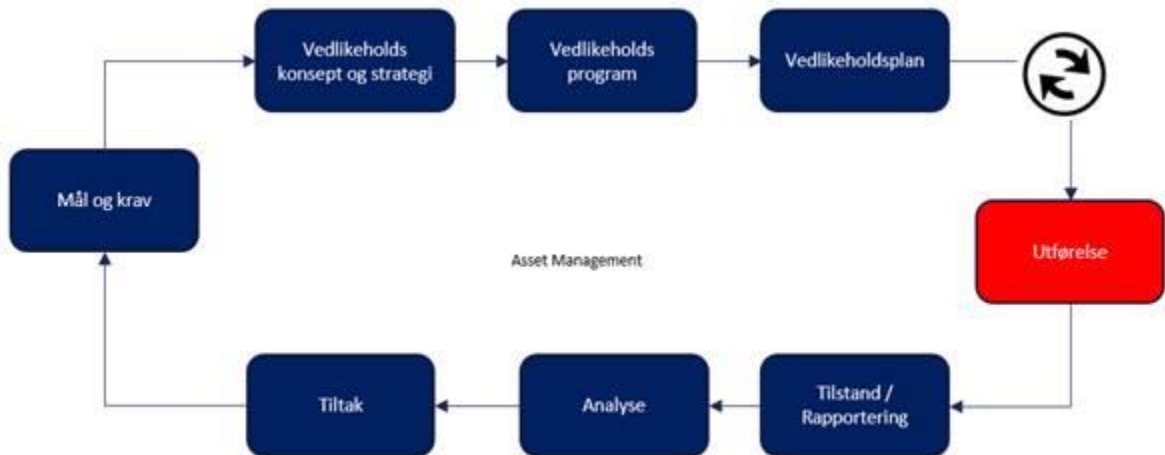 Vedlikeholds
konsept og strategi
Vedlikeholds
program
Vedlikeholdsplan
Mål og krav
Utførelse
Asset Management
Tiltak
Analyse
Tilstand /
Rapportering